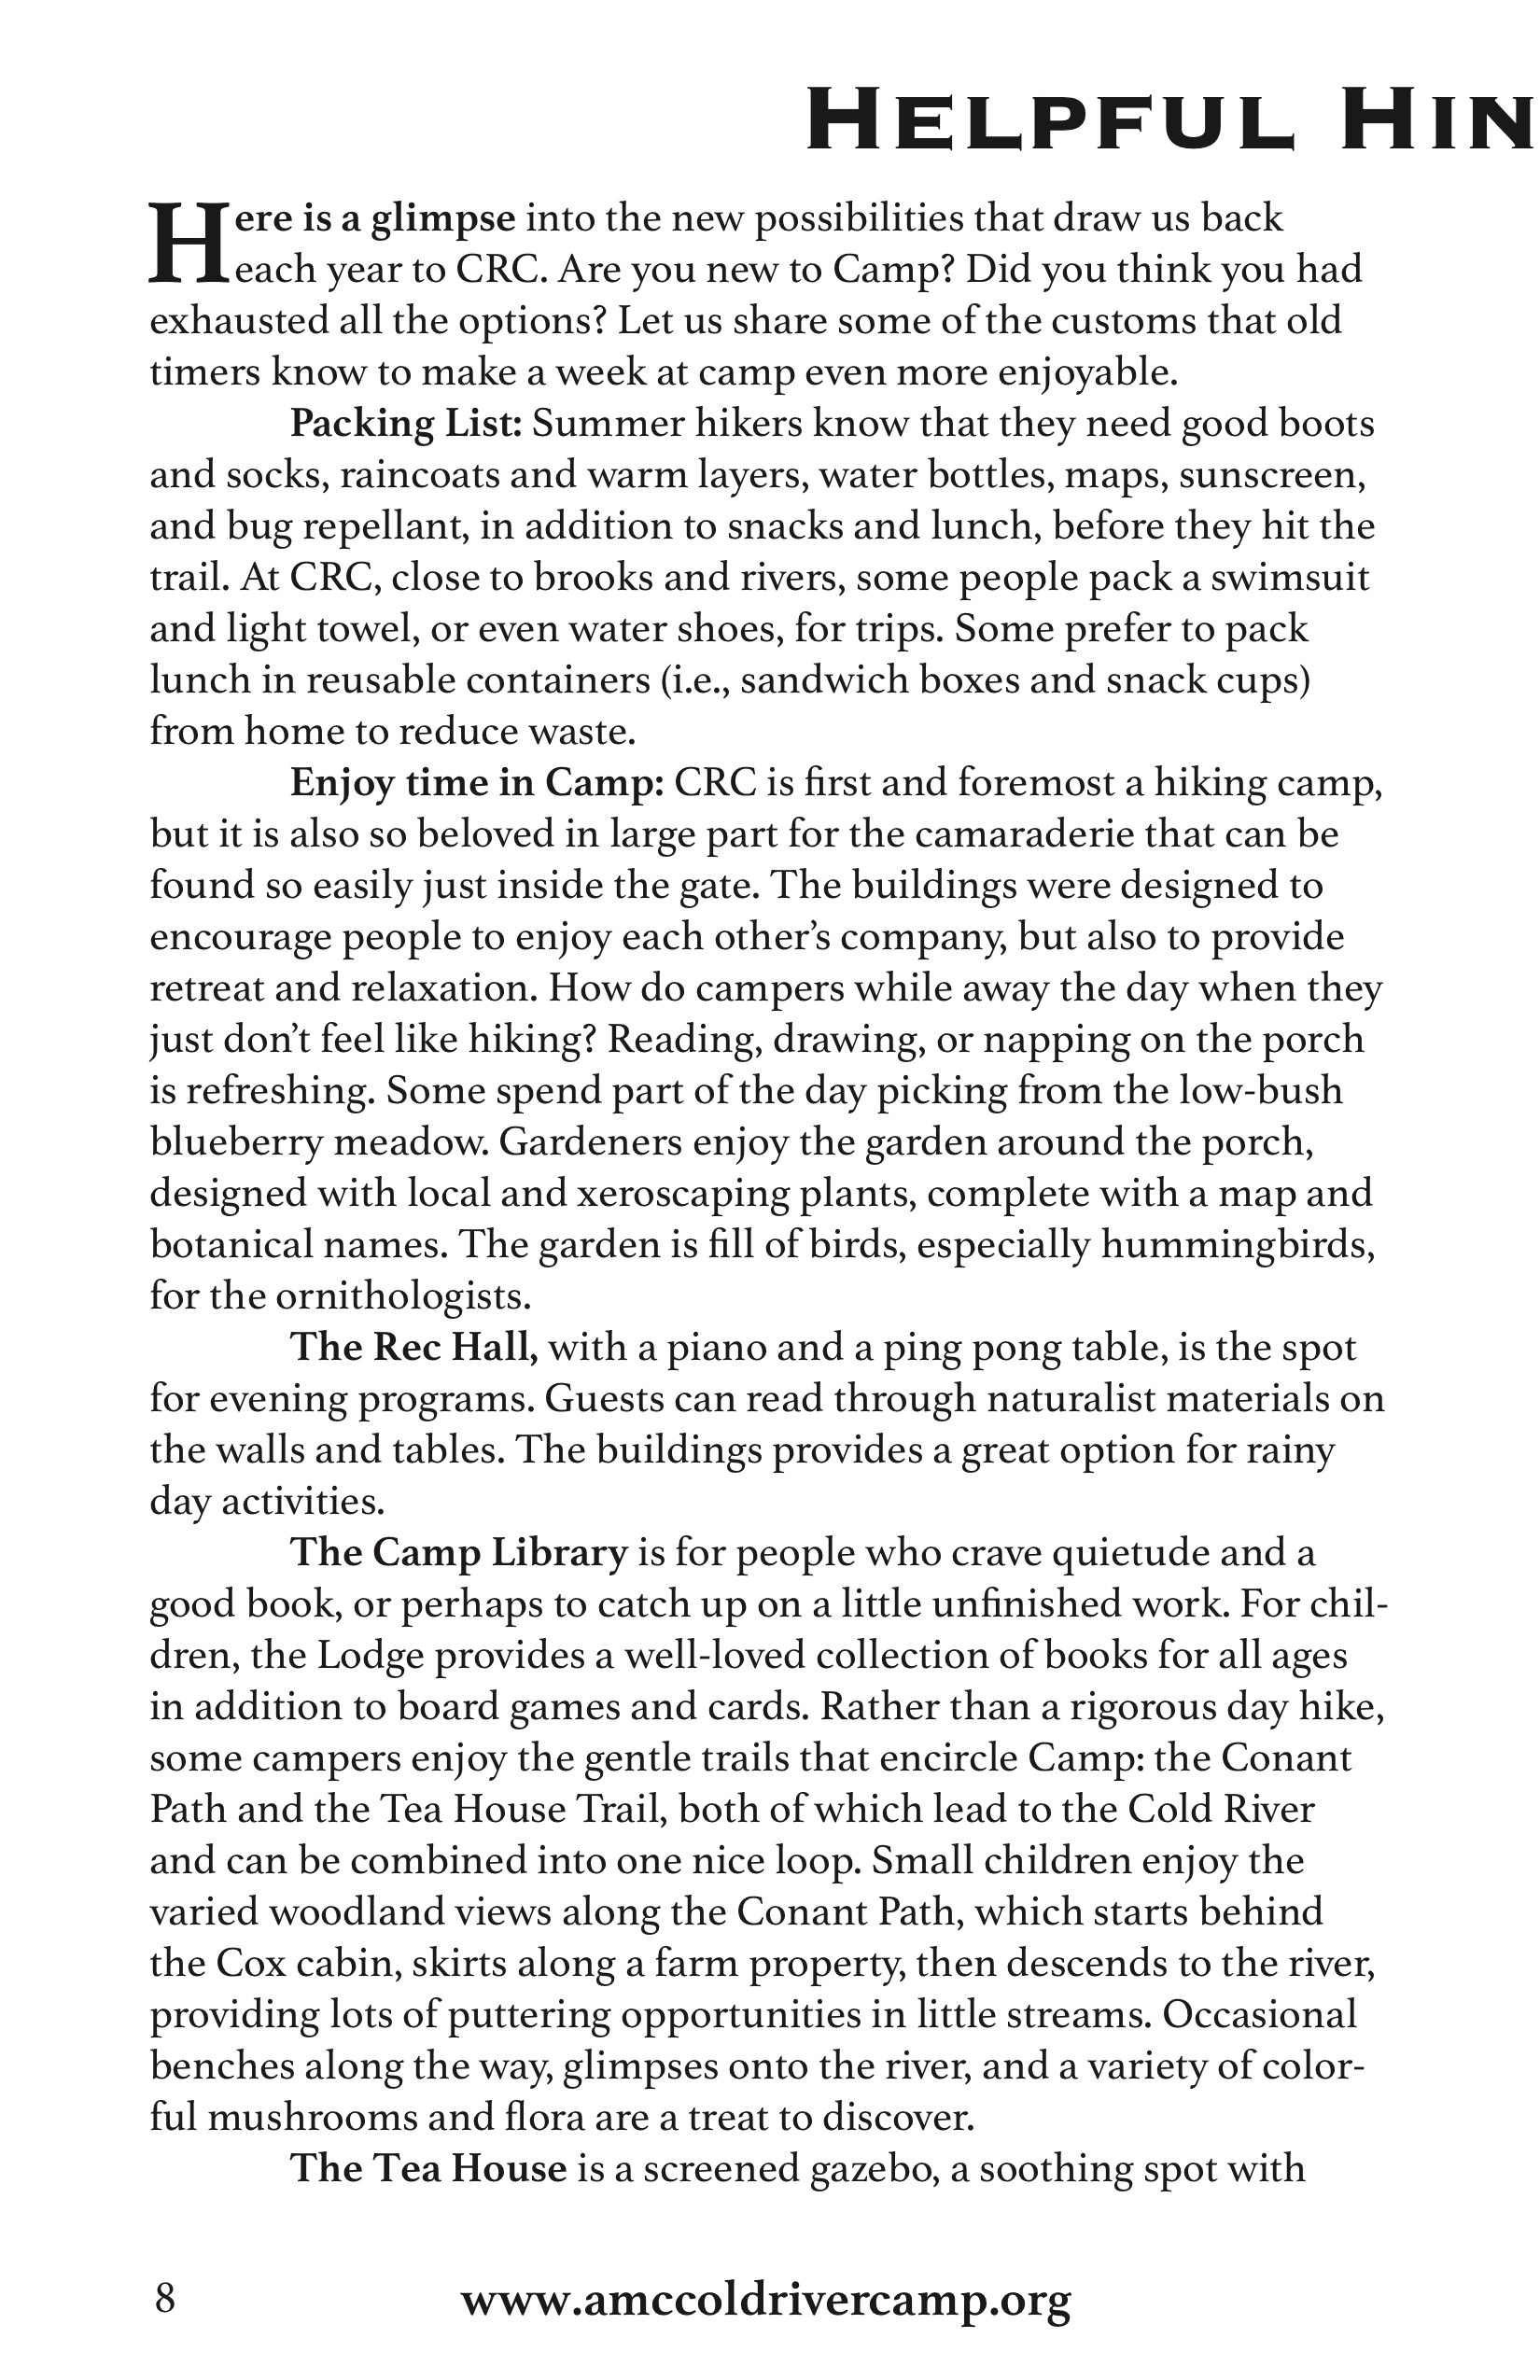 HELPFUL HIN
Here is a glimpse into the new possibilities that draw us back
each year to CRC. Are you new to Camp? Did you think you had
exhausted all the options? Let us share some of the customs that old
timers know to make a week at camp even more enjoyable.
Packing List: Summer hikers know that they need good boots
and socks, raincoats and warm layers, water bottles, maps, sunscreen,
and bug repellant, in addition to snacks and lunch, before they hit the
trail. At CRC, close to brooks and rivers, some people pack a swimsuit
and light towel, or even water shoes, for trips. Some prefer to pack
lunch in reusable containers (i.e., sandwich boxes and snack cups)
from home to reduce waste.
Enjoy time in Camp: CRC is first and foremost a hiking camp,
but it is also so beloved in large part for the camaraderie that can be
found so easily just inside the gate. The buildings were designed to
encourage people to enjoy each other’s company, but also to provide
retreat and relaxation. How do campers while away the day when they
just don’t feel like hiking? Reading, drawing, or napping on the porch
is refreshing. Some spend part of the day picking from the low-bush
blueberry meadow. Gardeners enjoy the garden around the porch,
designed with local and xeroscaping plants, complete with a map and
botanical names. The garden is fill of birds, especially hummingbirds,
for the ornithologists.
The Rec Hall, with a piano and a ping pong table, is the spot
for evening programs. Guests can read through naturalist materials on
the walls and tables. The buildings provides a great option for rainy
day activities.
The Camp Library is for people who crave quietude and a
good book, or perhaps to catch up on a little unfinished work. For chil-
dren, the Lodge provides a well-loved collection of books for all ages
in addition to board games and cards. Rather than a rigorous day hike,
some campers enjoy the gentle trails that encircle Camp: the Conant
Path and the Tea House Trail, both of which lead to the Cold River
and can be combined into one nice loop. Small children enjoy the
varied woodland views along the Conant Path, which starts behind
the Cox cabin, skirts along a farm property, then descends to the river,
providing lots of puttering opportunities in little streams. Occasional
benches along the way, glimpses onto the river, and a variety of color-
ful mushrooms and flora are a treat to discover.
The Tea House is a screened gazebo, a soothing spot with
8 www.amccoldrivercamp.org